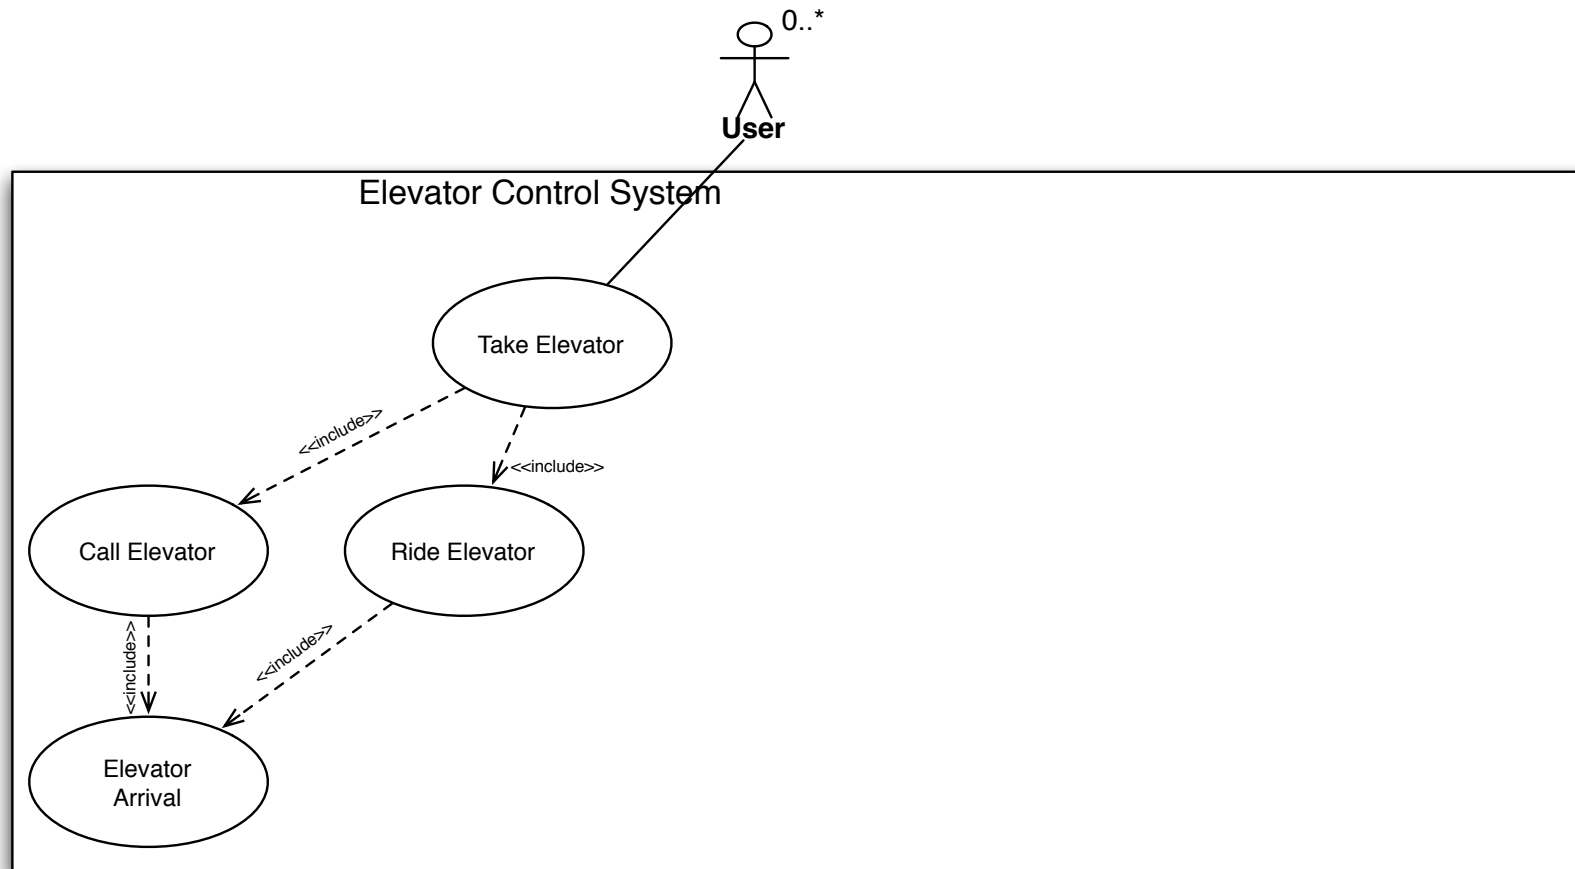 0..*
User
Elevator Control System
Take Elevator
<<include>>
<<include>>
Call Elevator
Ride Elevator
<<include>>
<<include>>
Elevator
Arrival